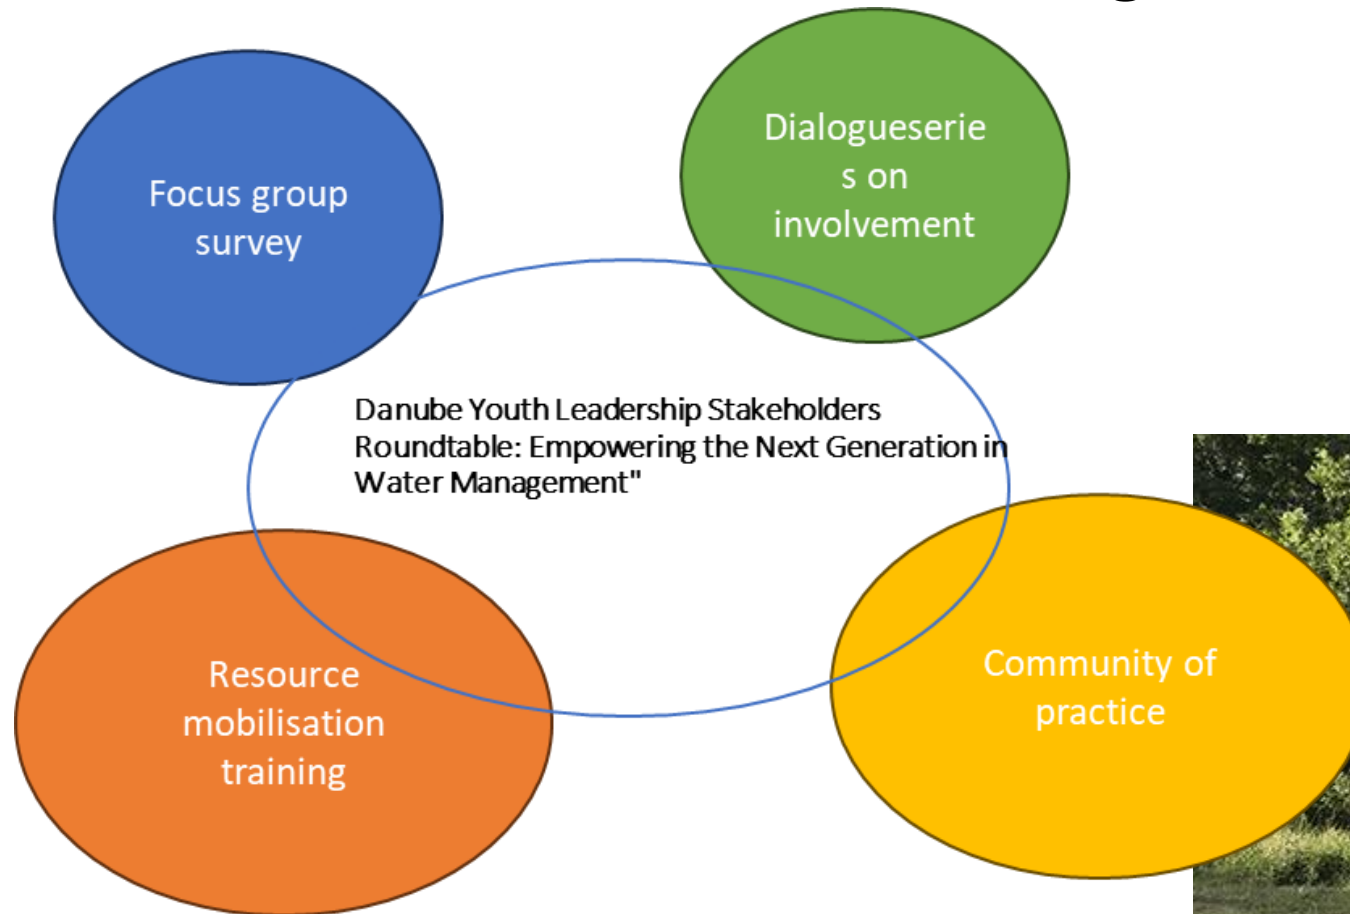 Focus group
survey
Dialogueserie
s on
involvement
Danube Youth Leadership Stakeholders
Roundtable: Empowering the Next Generation in
Water Management"
Resource
mobilisation
training
Community of
practice